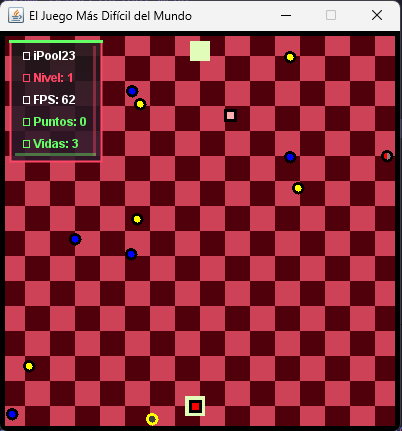 El Juego Más Difícil del Mundo
iPool23
Nivel: 1
FPS: 62
Puntos: 0
Vidas: 3